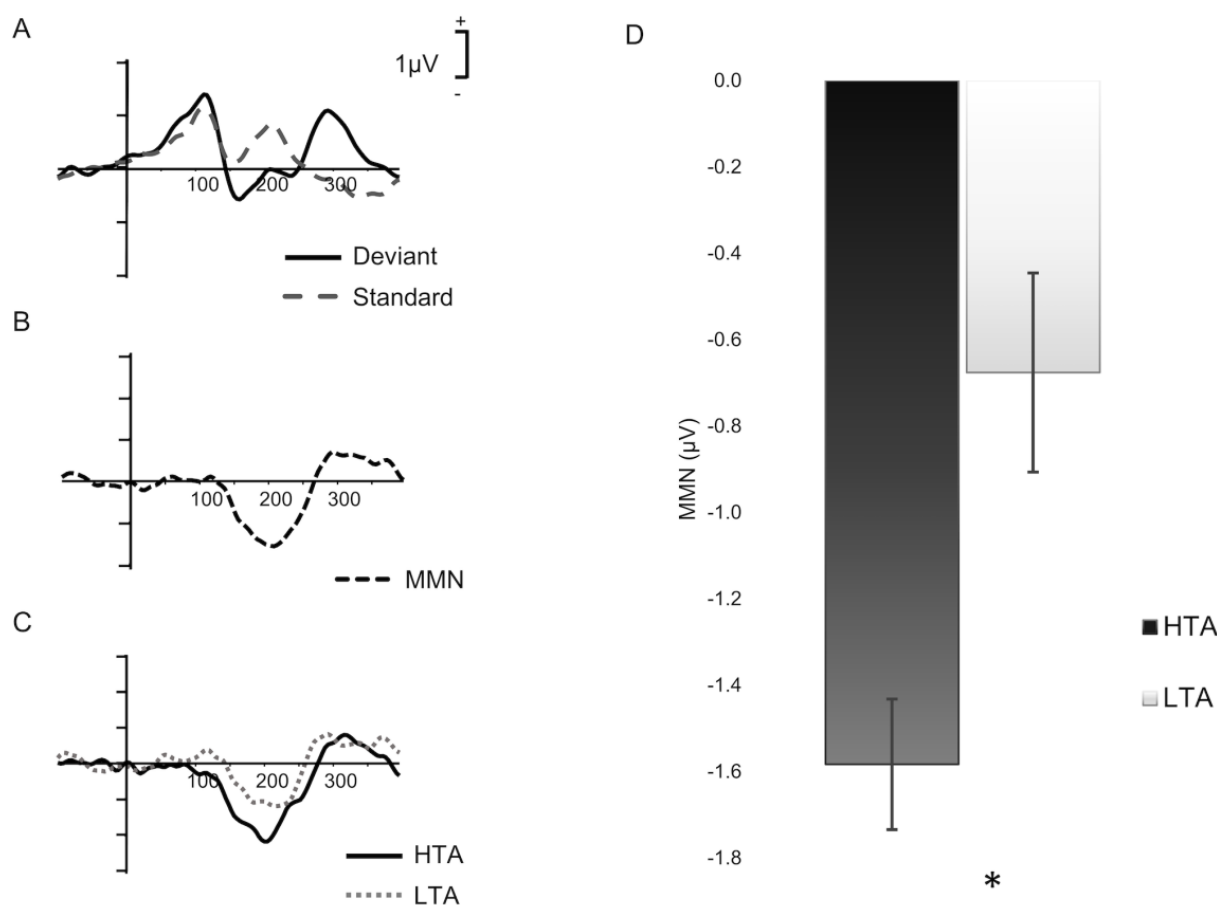 A
+
1µV
-
100 200 300
Deviant
Standard
B
100 200 300
MMN
C
100 200 300
HTA
LTA
D
0.0
-0.2
-0.4
-0.6
-0.8
-1.0
-1.2
-1.4
-1.6
-1.8
MMN (µV)
HTA
LTA
*